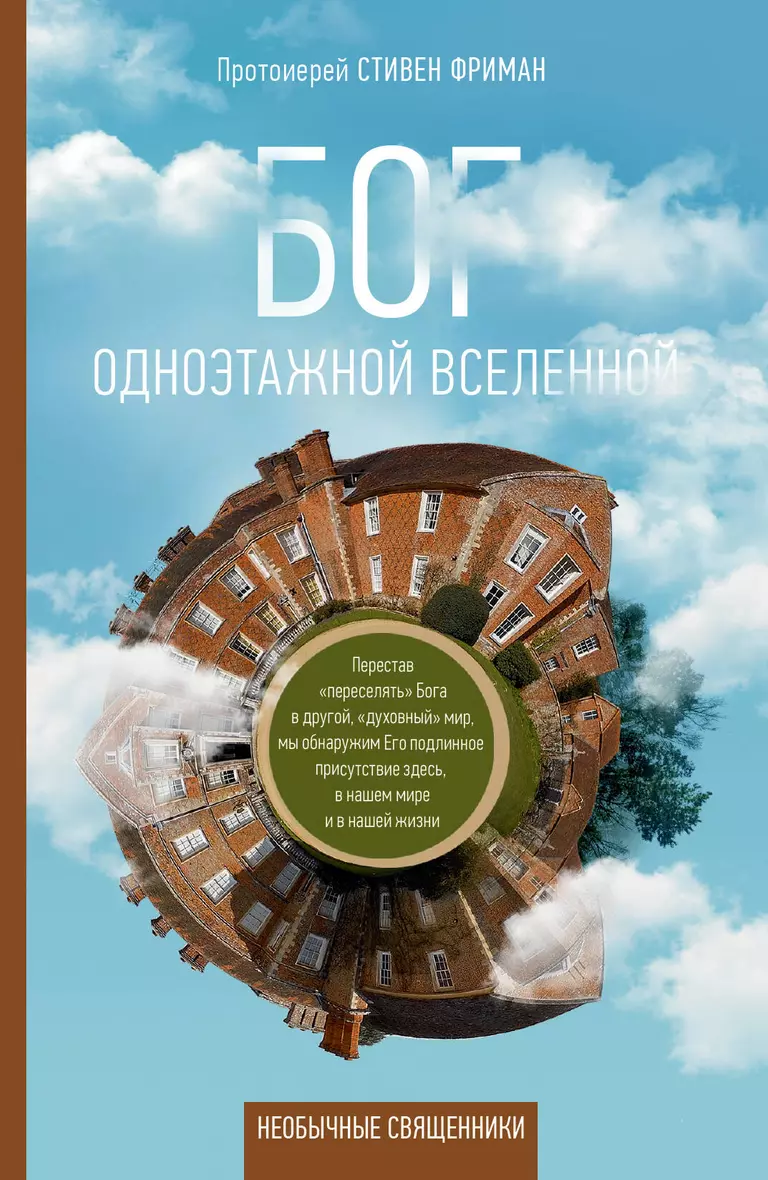 Протоиерей СТИВЕН ФРИМАН
БОГ
ОДНОЭТАЖНОЙ ВСЕЛЕННОЙ
Перестав
«переселять» Бога
в другой, «духовный» мир,
мы обнаружим Его подлинное
присутствие здесь,
в нашем мире
и в нашей жизни
НЕОБЫЧНЫЕ СВЯЩЕННИКИ